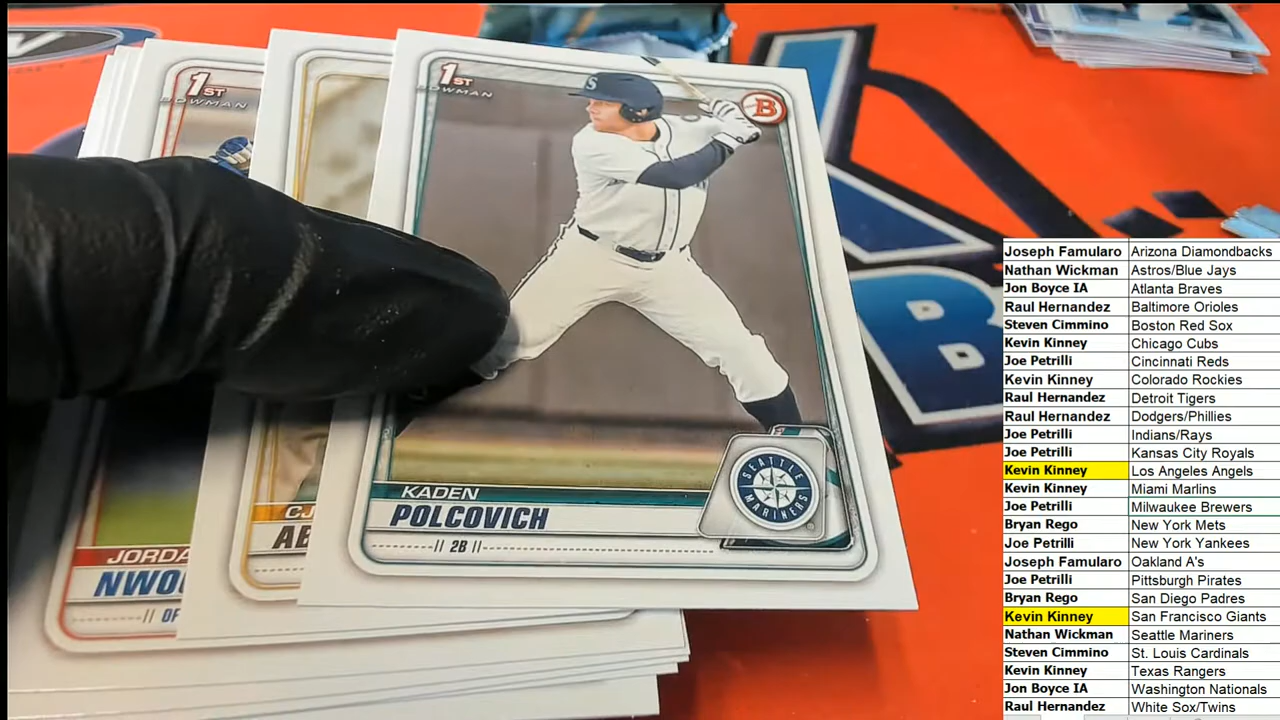 1ST
BOWMAN
1ST
BOWMAN
S
B
SEATTLE
MARINERS
KADEN
POLCOVICH
// 2B //
CJ
AB
JORDA
NWO
// OF
B
Joseph Famularo Arizona Diamondbacks
Nathan Wickman Astros/Blue Jays
Jon Boyce IA Atlanta Braves
Raul Hernandez Baltimore Orioles
Steven Cimmino Boston Red Sox
Kevin Kinney Chicago Cubs
Joe Petrilli Cincinnati Reds
Kevin Kinney Colorado Rockies
Raul Hernandez Detroit Tigers
Raul Hernandez Dodgers/Phillies
Joe Petrilli Indians/Rays
Joe Petrilli Kansas City Royals
Kevin Kinney Los Angeles Angels
Kevin Kinney Miami Marlins
Joe Petrilli Milwaukee Brewers
Bryan Rego New York Mets
Joe Petrilli New York Yankees
Joseph Famularo Oakland A's
Joe Petrilli Pittsburgh Pirates
Bryan Rego San Diego Padres
Kevin Kinney San Francisco Giants
Nathan Wickman Seattle Mariners
Steven Cimmino St. Louis Cardinals
Kevin Kinney Texas Rangers
Jon Boyce IA Washington Nationals
Raul Hernandez White Sox/Twins